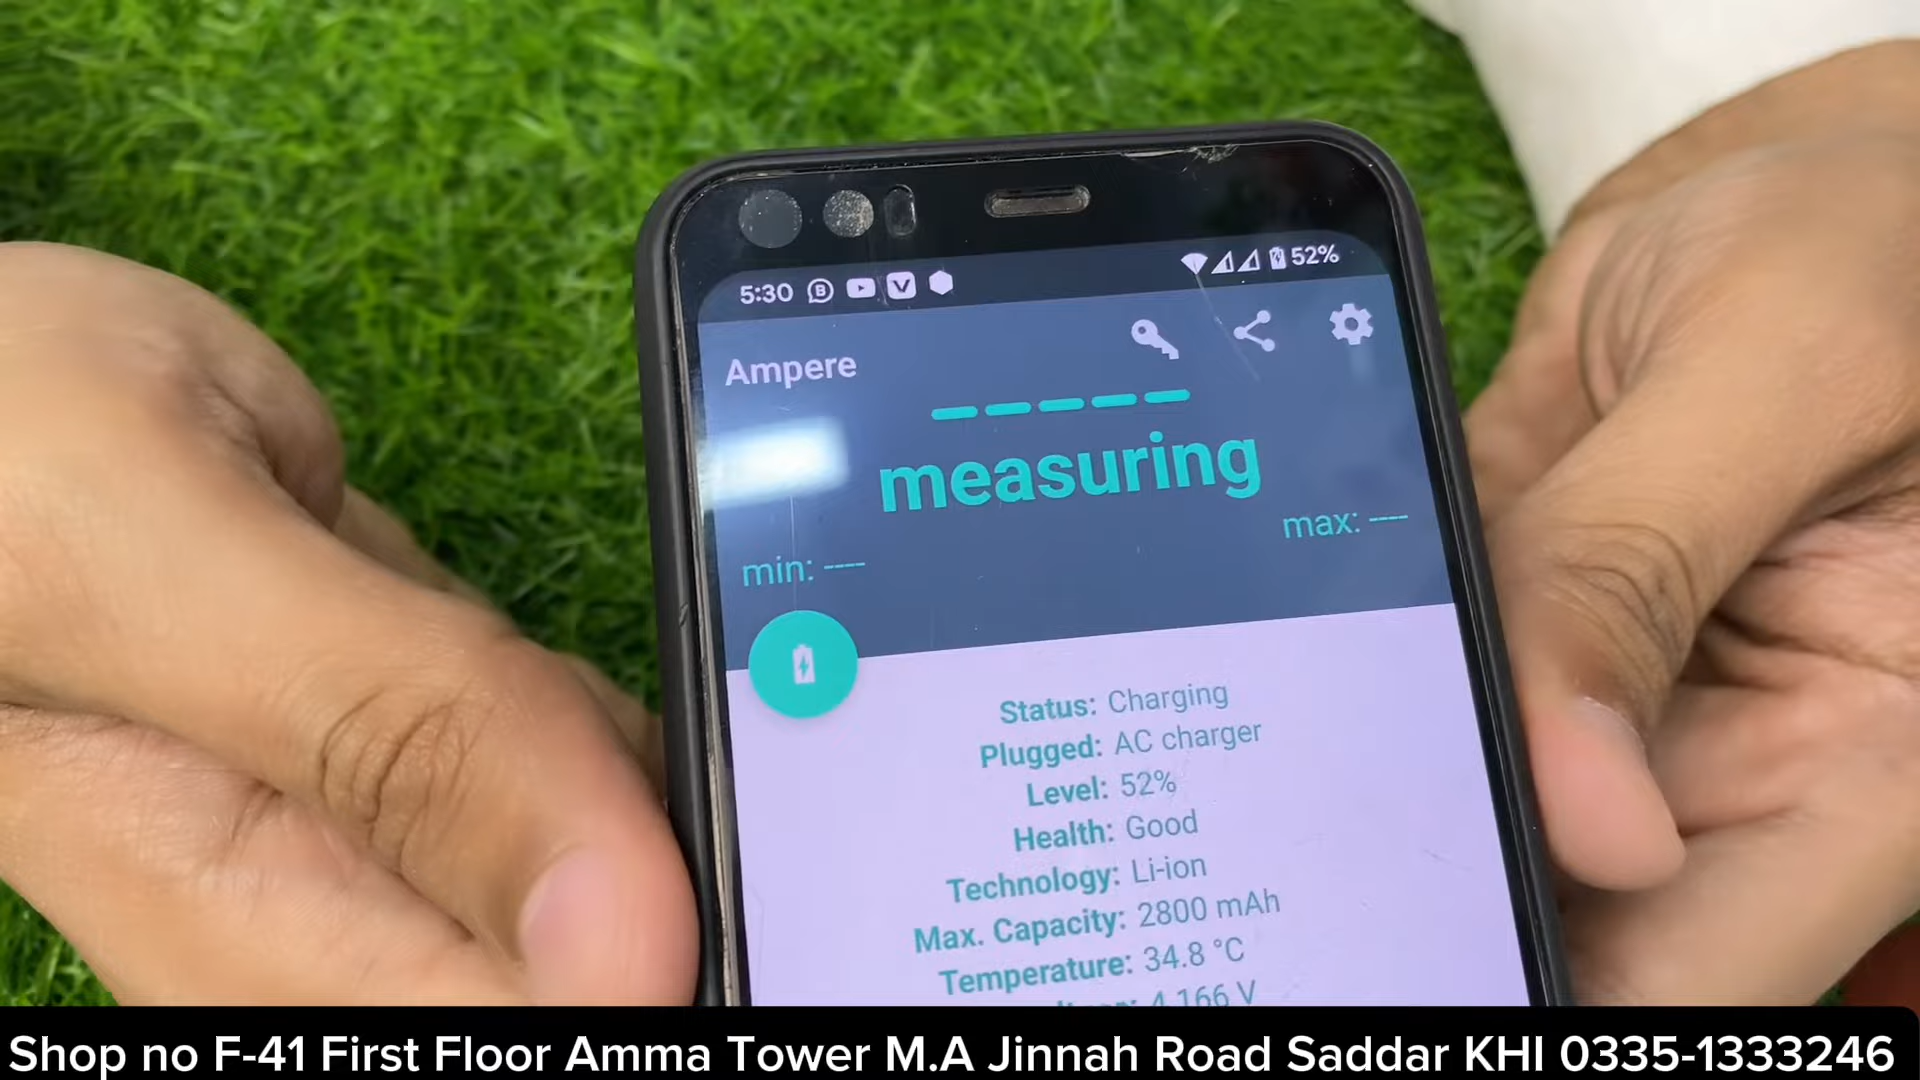 5:30 52%
Ampere
measuring
max: ----
min: ----
Status: Charging
Plugged: AC charger
Level: 52%
Health: Good
Technology: Li-ion
Max. Capacity: 2800 mAh
Temperature: 34.8 °C
4.166 V
Shop no F-41 First Floor Amma Tower M.A Jinnah Road Saddar KHI 0335-1333246